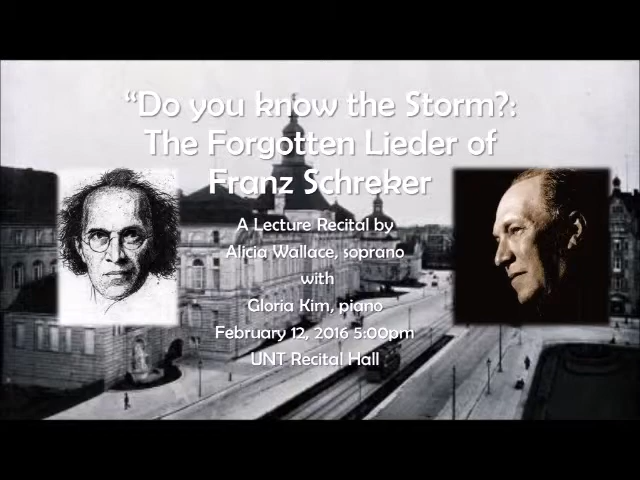 “Do you know the Storm?:
The Forgotten Lieder of
Franz Schreker
A Lecture Recital by
Alicia Wallace, soprano
with
Gloria Kim, piano
February 12, 2016 5:00pm
UNT Recital Hall